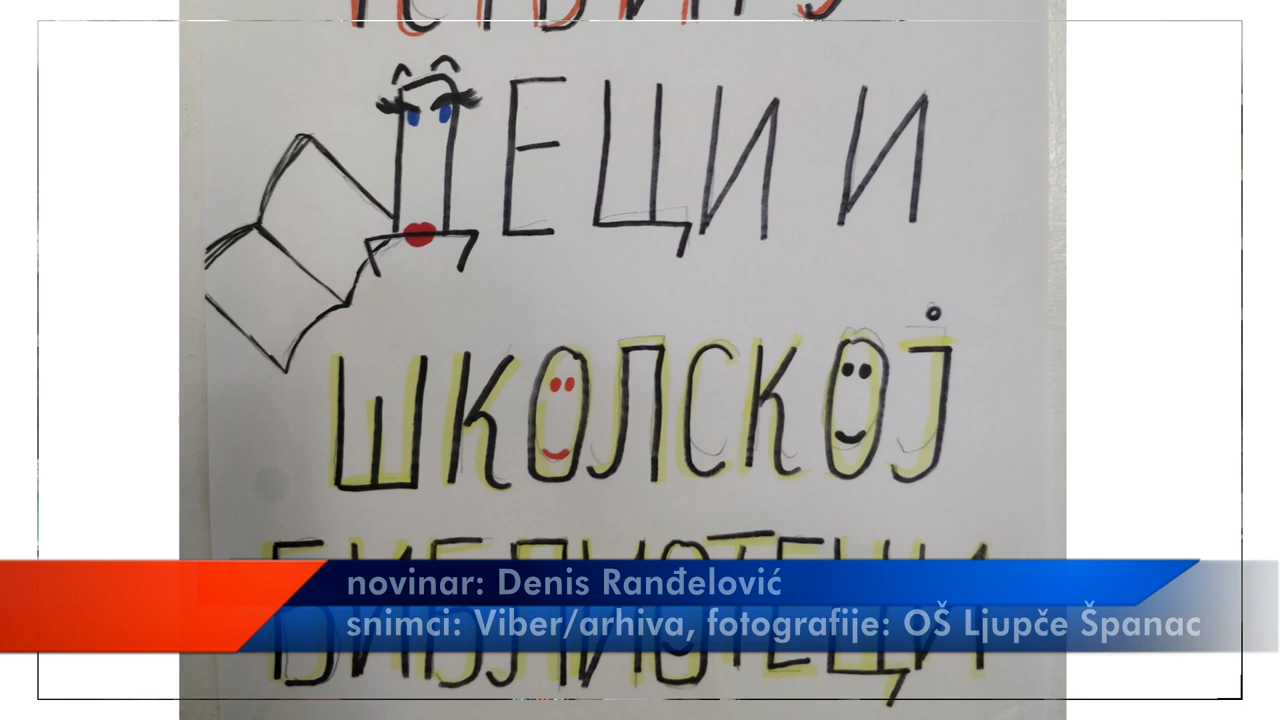 ДЕЦИ И
ШКОЛСКОЈ
БИБЛИОТЕЦИ
novinar: Denis Ranđelović
snimci: Viber/arhiva, fotografije: OŠ Ljupče Španac